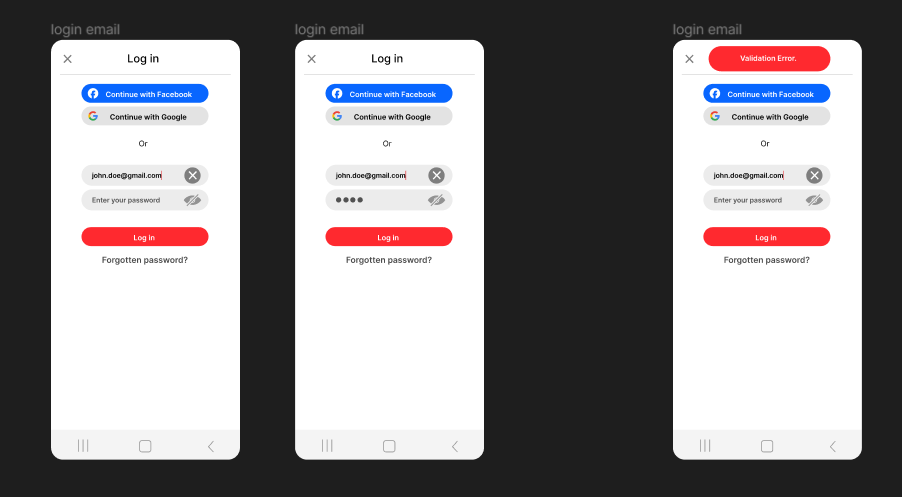 login email
Log in
Continue with Facebook
Continue with Google
Or
john.doe@gmail.com
Enter your password
Log in
Forgotten password?
login email
Log in
Continue with Facebook
Continue with Google
Or
john.doe@gmail.com
Log in
Forgotten password?
login email
Validation Error.
Continue with Facebook
Continue with Google
Or
john.doe@gmail.com
Enter your password
Log in
Forgotten password?